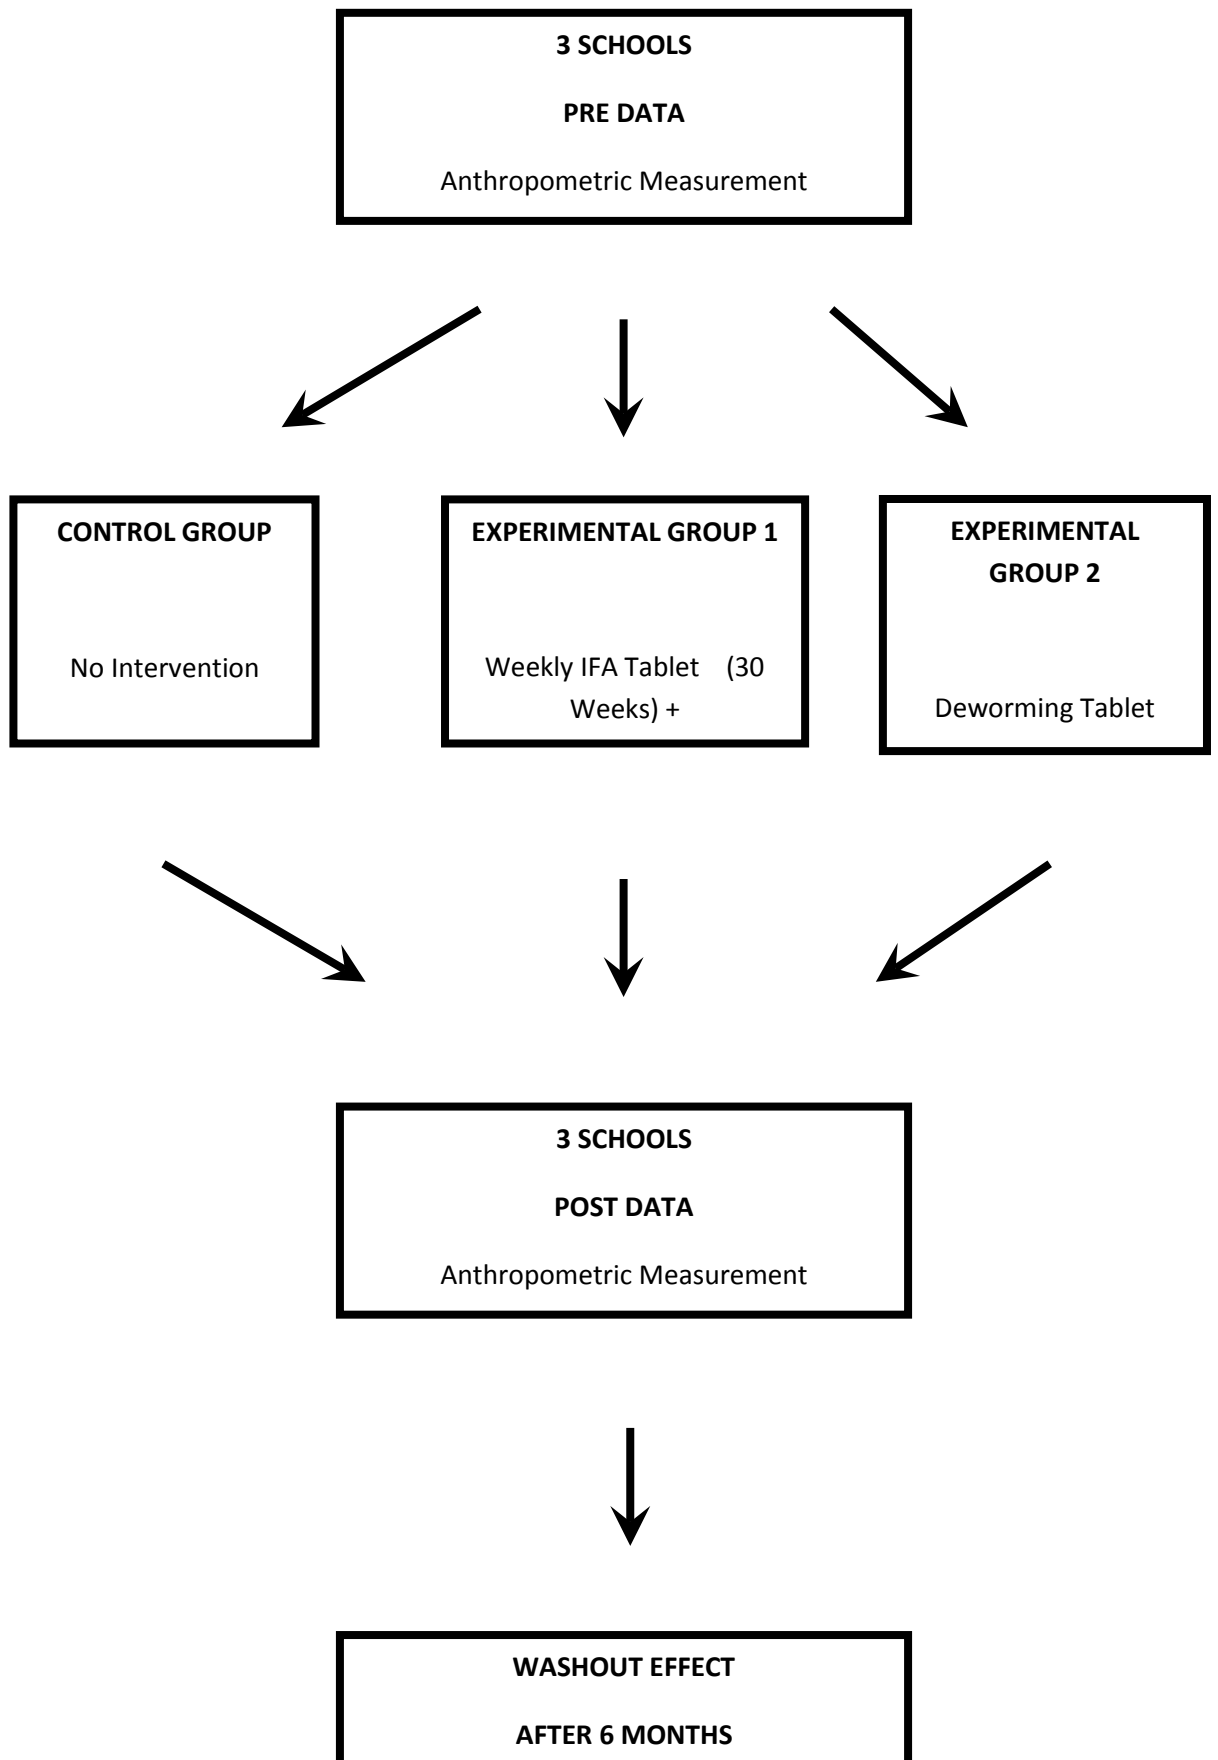 3 SCHOOLS
PRE DATA
Anthropometric Measurement
CONTROL GROUP
No Intervention
EXPERIMENTAL GROUP 1
Weekly IFA Tablet (30
Weeks) +
EXPERIMENTAL
GROUP 2
Deworming Tablet
3 SCHOOLS
POST DATA
Anthropometric Measurement
WASHOUT EFFECT
AFTER 6 MONTHS